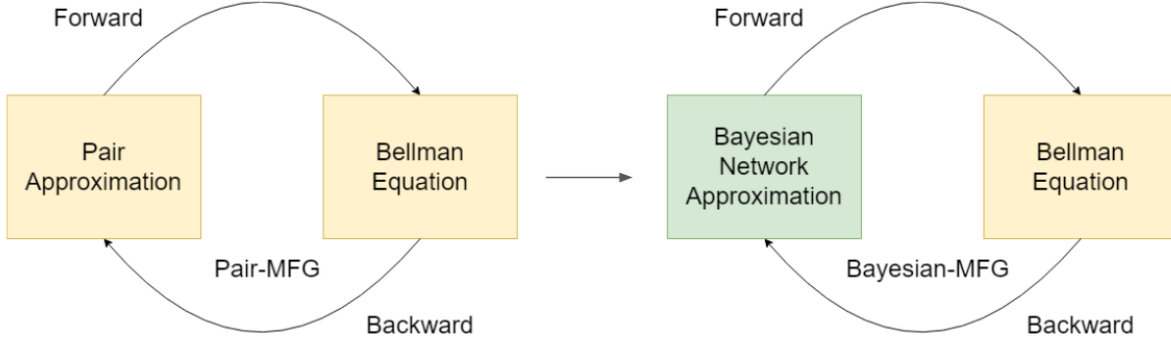 Forward
Pair
Approximation
Bellman
Equation
Pair-MFG
Backward
Forward
Bayesian
Network
Approximation
Bellman
Equation
Bayesian-MFG
Backward